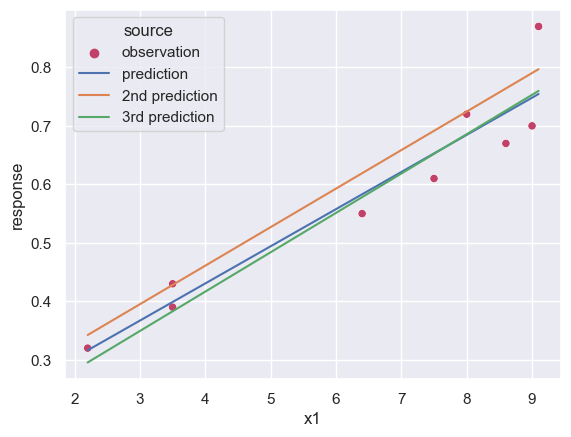 source
observation
prediction
2nd prediction
3rd prediction
response
0.8
0.7
0.6
0.5
0.4
0.3
2 3 4 5 6 7 8 9
x1